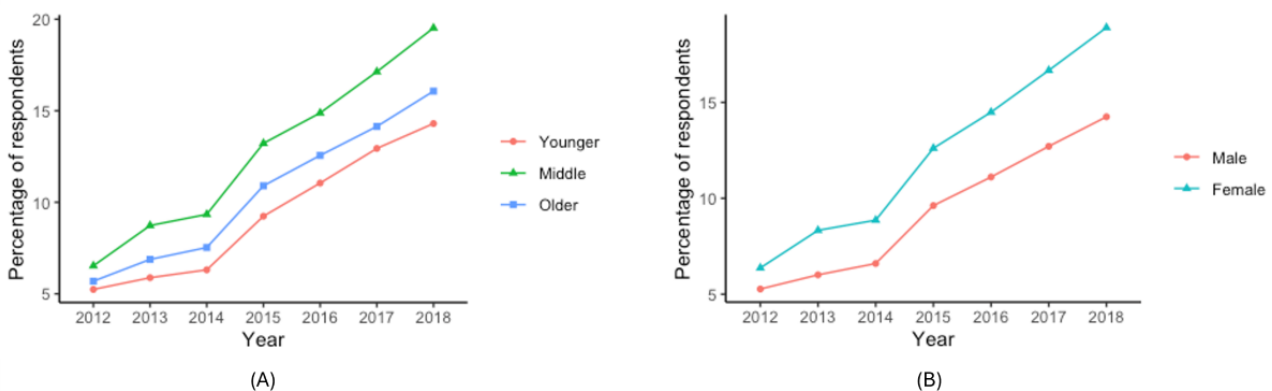 Percentage of respondents
20
15
10
5
2012 2013 2014 2015 2016 2017 2018
Year
Younger
Middle
Older
(A)
Percentage of respondents
15
10
5
2012 2013 2014 2015 2016 2017 2018
Year
Male
Female
(B)